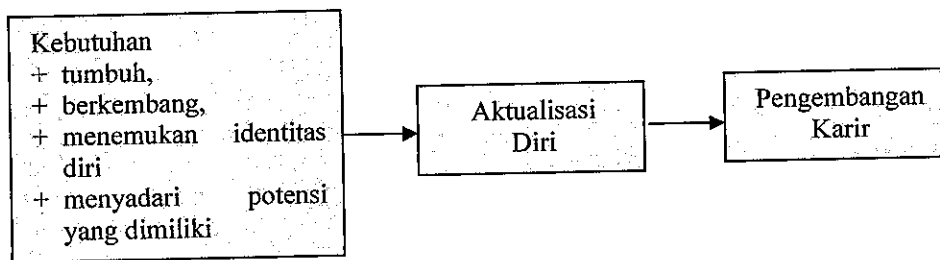 Kebutuhan
+ tumbuh,
+ berkembang,
+ menemukan identitas
diri
+ menyadari potensi
yang dimiliki
Aktualisasi
Diri
Pengembangan
Karir